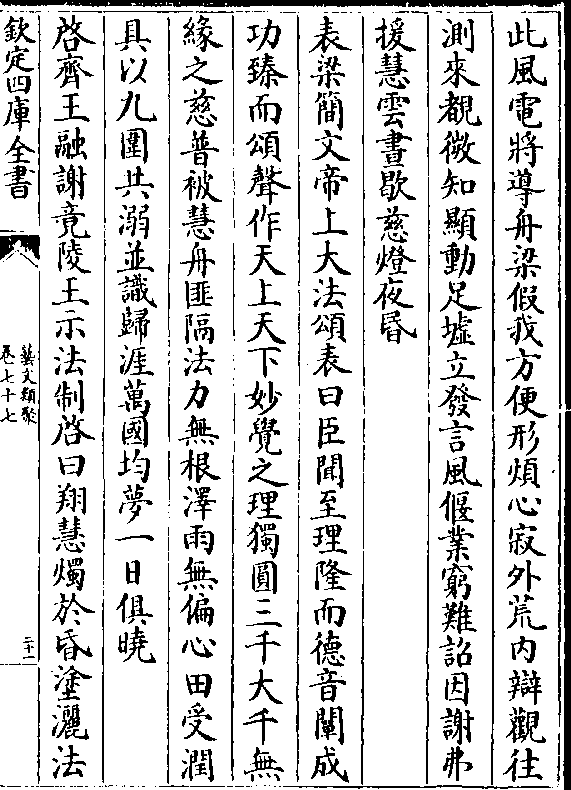 此風電將導舟梁假我方便形煩心寂外荒内辯觀往
測來覩微知顯動足墟立發言風偃業窮難詔因謝弗
援慧雲晝歇慈燈夜昏
表梁簡文帝上大法頌表曰臣聞至理隆而德音闡成
功臻而頌聲作天上天下妙覺之理獨圓三千大千無
緣之慈普被慧舟匪隔法力無根澤雨無偏心田受潤
具以九圍共溺並識歸涯萬國均夢一日俱曉
啓齊王融謝竟陵王示法制啓曰翔慧燭於昏塗灑法
欽定四庫全書
藝文類聚
卷七十七
二十一